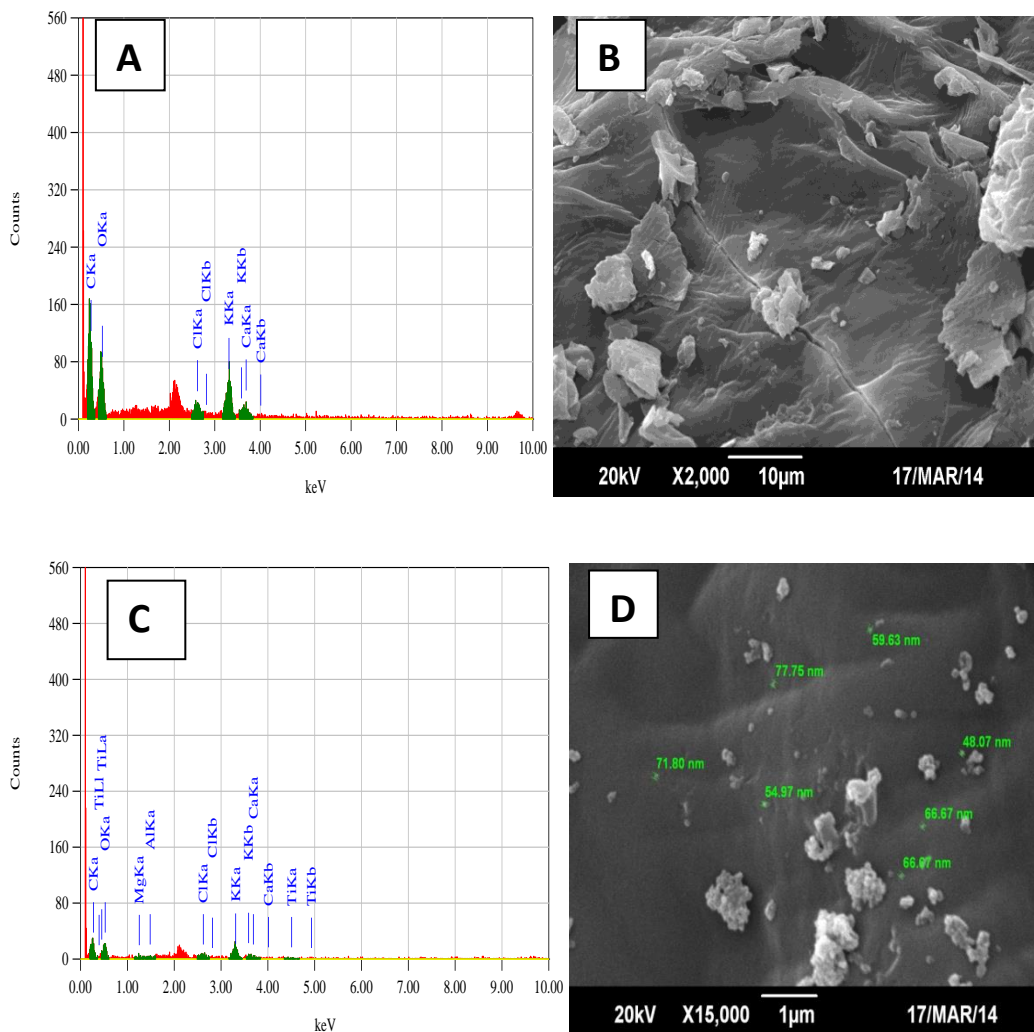 A
560
480
400
320
240
160
80
0
Counts
CKa
OKa
ClKa
ClKb
KKa
KKb
CaKa
CaKb
0.00 1.00 2.00 3.00 4.00 5.00 6.00 7.00 8.00 9.00 10.00
keV
B
20kV X2,000 10µm 17/MAR/14
C
560
480
400
320
240
160
80
0
Counts
CKa
TiLl
TiLa
OKa
MgKa
AlKa
ClKa
ClKb
KKa
KKb
CaKa
CaKb
TiKa
TiKb
0.00 1.00 2.00 3.00 4.00 5.00 6.00 7.00 8.00 9.00 10.00
keV
D
59.63 nm
77.75 nm
48.07 nm
71.80 nm
54.97 nm
66.67 nm
20kV X15,000 1µm 17/MAR/14